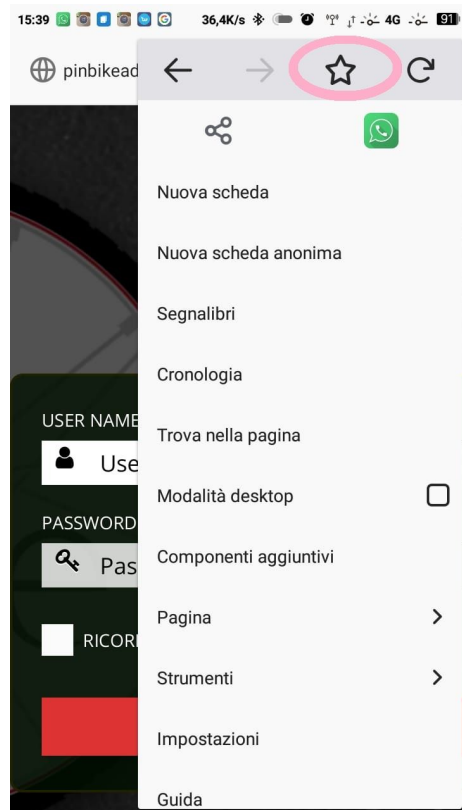 15:39 36,4K/s 4G 91
pinbikead
Nuova scheda
Nuova scheda anonima
Segnalibri
Cronologia
Trova nella pagina
USER NAME
Use
Modalità desktop
PASSWORD
Componenti aggiuntivi
Pas
Pagina
RICOR
Strumenti
Impostazioni
Guida